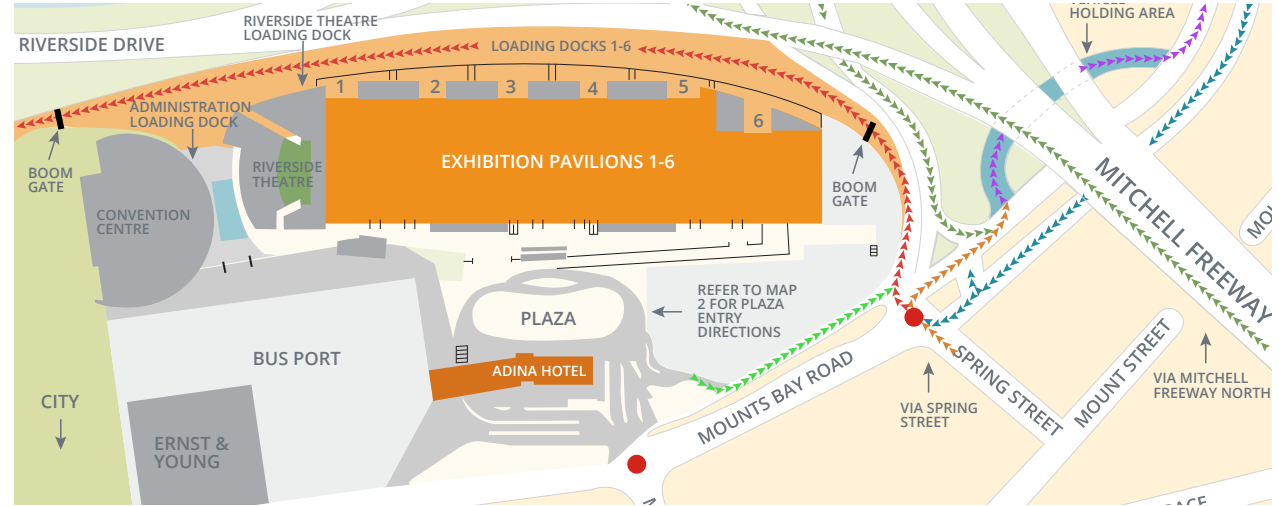 RIVERSIDE DRIVE
RIVERSIDE THEATRE
LOADING DOCK
LOADING DOCKS 1-6
HOLDING AREA
1
2
3
4
5
6
ADMINISTRATION
LOADING DOCK
BOOM
GATE
RIVERSIDE
THEATRE
EXHIBITION PAVILIONS 1-6
BOOM
GATE
CONVENTION
CENTRE
MITCHELL FREEWAY
REFER TO MAP
2 FOR PLAZA
ENTRY
DIRECTIONS
PLAZA
BUS PORT
ADINA HOTEL
CITY
ERNST &
YOUNG
MOUNTS BAY ROAD
SPRING STREET
MOUNT STREET
VIA SPRING
STREET
VIA MITCHELL
FREEWAY NORTH